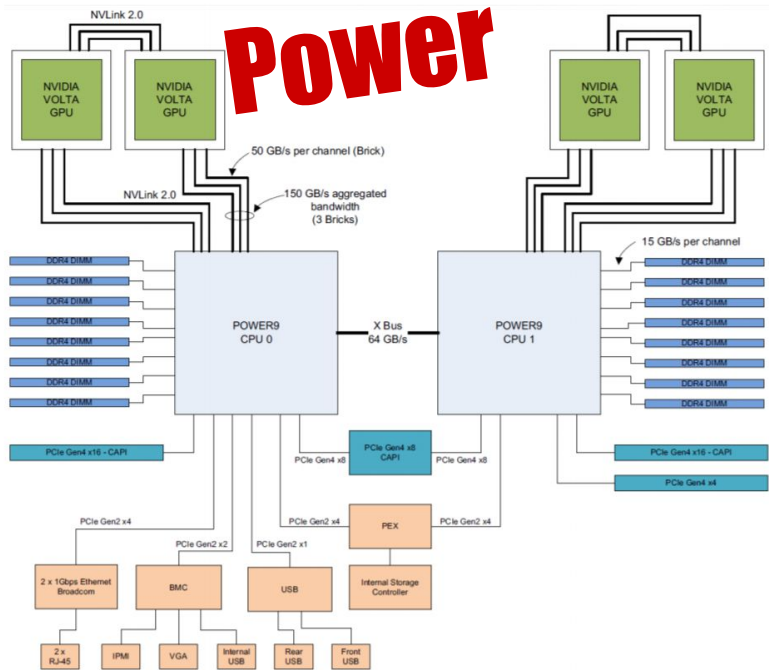 NVLink 2.0
Power
NVIDIA
VOLTA
GPU
NVIDIA
VOLTA
GPU
NVIDIA
VOLTA
GPU
NVIDIA
VOLTA
GPU
50 GB/s per channel (Brick)
NVLink 2.0
150 GB/s aggregated
bandwidth
(3 Bricks)
15 GB/s per channel
DDR4 DIMM
DDR4 DIMM
DDR4 DIMM
DDR4 DIMM
DDR4 DIMM
DDR4 DIMM
DDR4 DIMM
DDR4 DIMM
POWER9
CPU 0
X Bus
64 GB/s
POWER9
CPU 1
DDR4 DIMM
DDR4 DIMM
DDR4 DIMM
DDR4 DIMM
DDR4 DIMM
DDR4 DIMM
DDR4 DIMM
DDR4 DIMM
PCIe Gen4 x16 - CAPI
PCIe Gen4 x8
PCIe Gen4 x8
CAPI
PCIe Gen4 x8
PCIe Gen4 x16 - CAPI
PCIe Gen4 x4
PCIe Gen2 x4
PCIe Gen2 x2
PCIe Gen2 x1
PCIe Gen2 x4
PEX
PCIe Gen2 x4
2 x 1Gbps Ethernet
Broadcom
BMC
USB
Internal Storage
Controller
2 x
RJ-45
IPMI
VGA
Internal
USB
Rear
USB
Front
USB